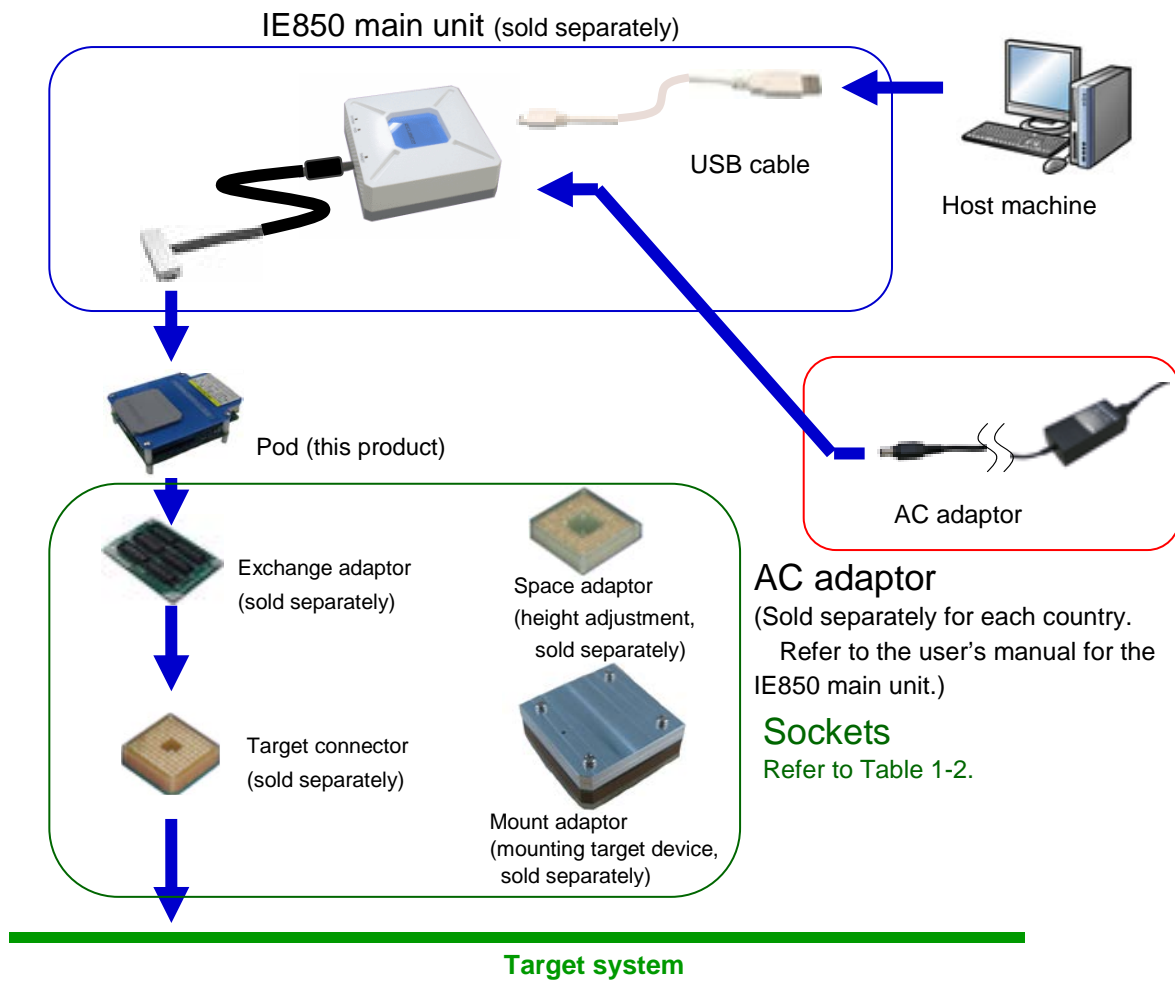 IE850 main unit (sold separately)
USB cable
Host machine
Pod (this product)
AC adaptor
Exchange adaptor
(sold separately)
Space adaptor
(height adjustment,
sold separately)
AC adaptor
(Sold separately for each country.
Refer to the user’s manual for the
IE850 main unit.)
Target connector
(sold separately)
Mount adaptor
(mounting target device,
sold separately)
Sockets
Refer to Table 1-2.
Target system